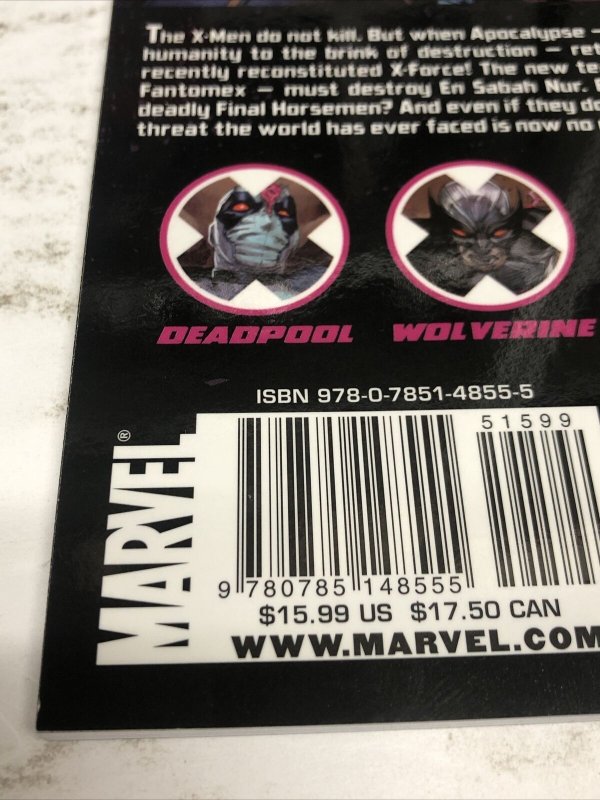 The X-Men do not kill. But when Apocalypse –
humanity to the brink of destruction – ret
recently reconstituted X-Force! The new te
Fantomex – must destroy En Sabah Nur.
deadly Final Horsemen? And even if they do
threat the world has ever faced is now no
DEADPOOL WOLVERINE
ISBN 978-0-7851-4855-5
51599
MARVEL®
9 780785 148555
$15.99 US $17.50 CAN
WWW.MARVEL.COM